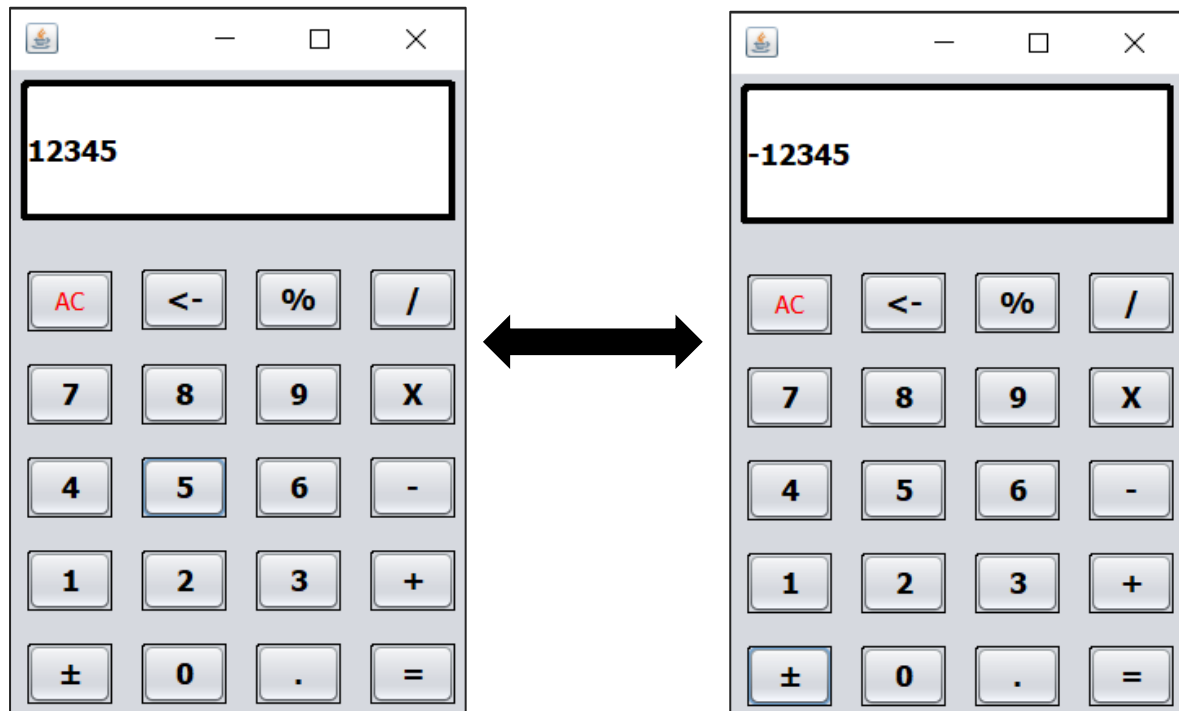 12345
AC <- % /
7 8 9 X
4 5 6 -
1 2 3 +
± 0 . =
-12345
AC <- % /
7 8 9 X
4 5 6 -
1 2 3 +
± 0 . =